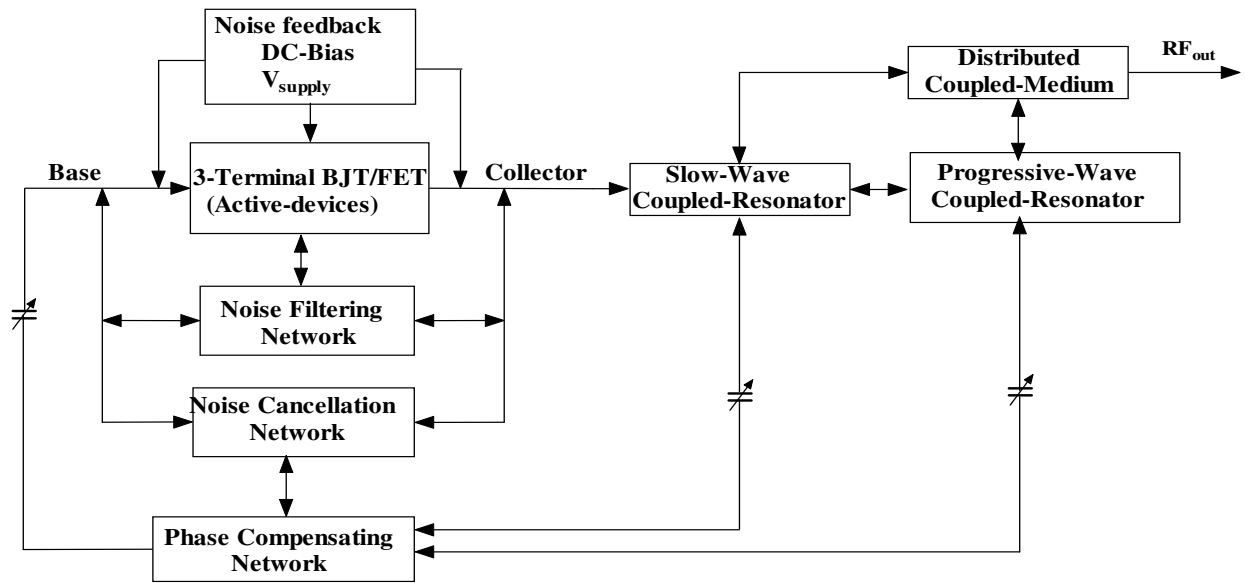 Noise feedback
DC-Bias
Vsupply
Distributed
Coupled-Medium
RFout
Base
3-Terminal BJT/FET
(Active-devices)
Collector
Slow-Wave
Coupled-Resonator
Progressive-Wave
Coupled-Resonator
Noise Filtering
Network
Noise Cancellation
Network
Phase Compensating
Network